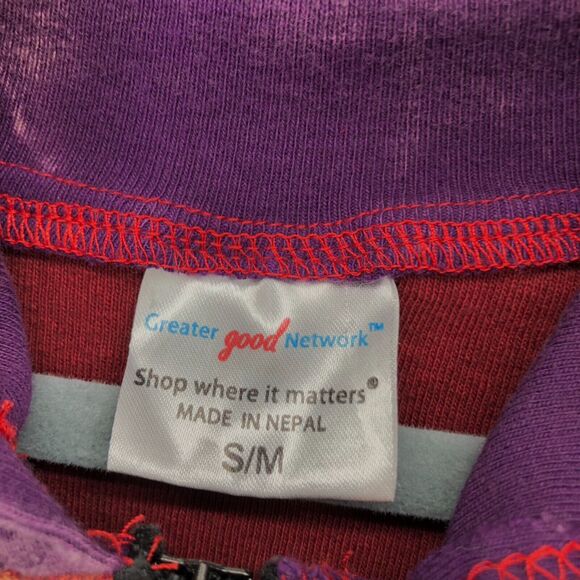 Greater good Network™
Shop where it matters®
MADE IN NEPAL
S/M